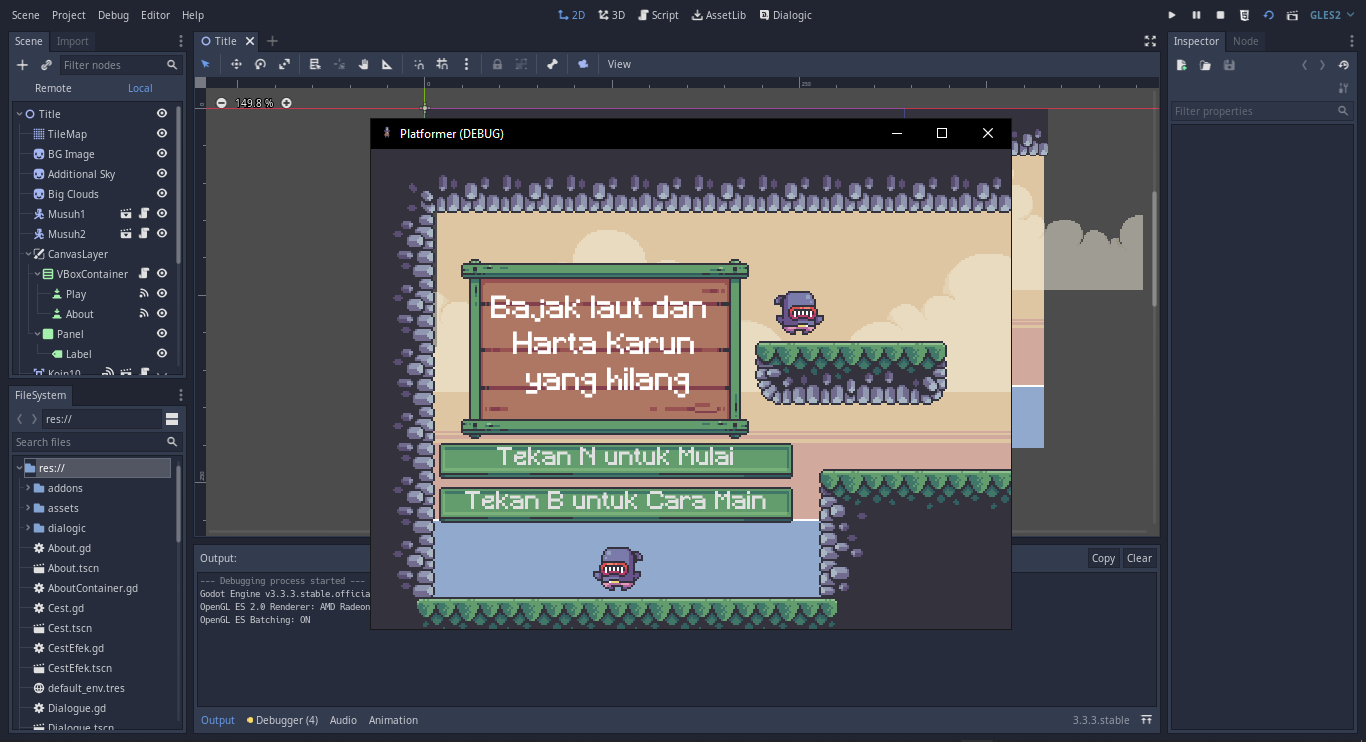 Scene Project Debug Editor Help
2D 3D Script AssetLib Dialogic
GLES2
Scene Import
Title
Inspector Node
Filter nodes
View
Remote Local
149.8 %
0
250
Filter properties
Title
TileMap
BG Image
Additional Sky
Big Clouds
Musuh1
Musuh2
CanvasLayer
VBoxContainer
Play
About
Panel
Label
Koin10
Platformer (DEBUG)
Bajak laut dan
Harta Karun
yang hilang
Tekan N untuk Mulai
Tekan B untuk Cara Main
FileSystem
res://
Search files
res://
addons
assets
dialogic
About.gd
About.tscn
AboutContainer.gd
Cest.gd
Cest.tscn
CestEfek.gd
CestEfek.tscn
default_env.tres
Dialogue.gd
Dialogue.tscn
Output:
Copy Clear
--- Debugging process started ---
Godot Engine v3.3.3.stable.officia
OpenGL ES 2.0 Renderer: AMD Radeon
OpenGL ES Batching: ON
Output Debugger (4) Audio Animation
3.3.3.stable